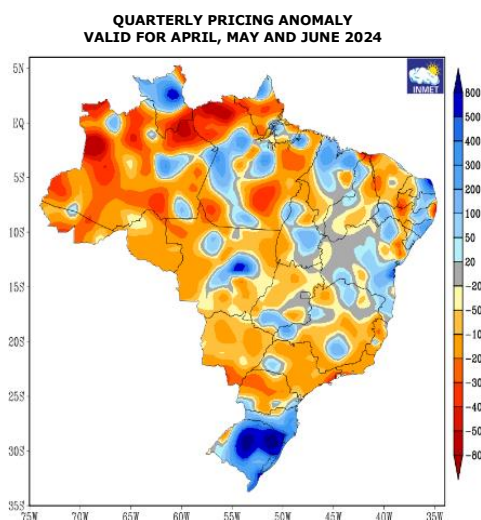 QUARTERLY PRICING ANOMALY
VALID FOR APRIL, MAY AND JUNE 2024
INMET
5N
EQ
5S
10S
15S
20S
25S
30S
35S
75W 70W 65W 60W 55W 50W 45W 40W 35W
800
500
400
300
200
100
50
20
-20
-50
-10
-20
-30
-40
-50
-80